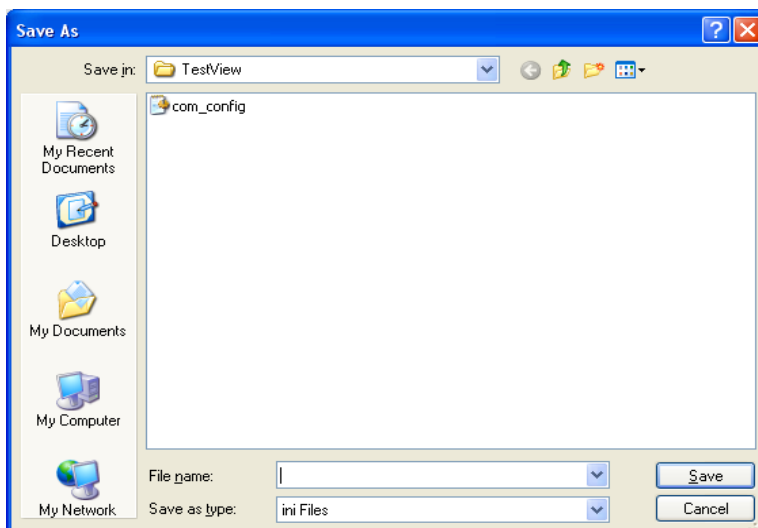 Save As
Save in: TestView
com_config
My Recent
Documents
Desktop
My Documents
My Computer
My Network
File name:
Save
Save as type: ini Files
Cancel